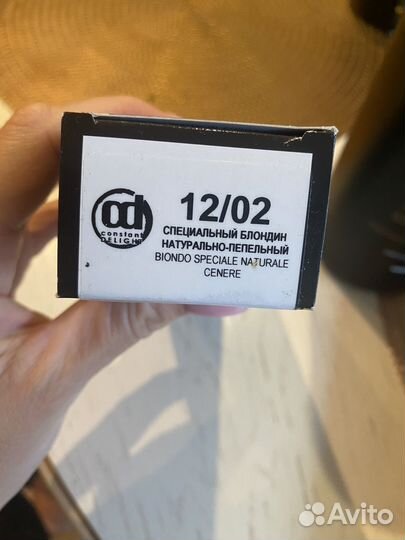 cd
constant
DELIGHT
12/02
СПЕЦИАЛЬНЫЙ БЛОНДИН
НАТУРАЛЬНО-ПЕПЕЛЬНЫЙ
BIONDO SPECIALE NATURALE
CENERE
Avito